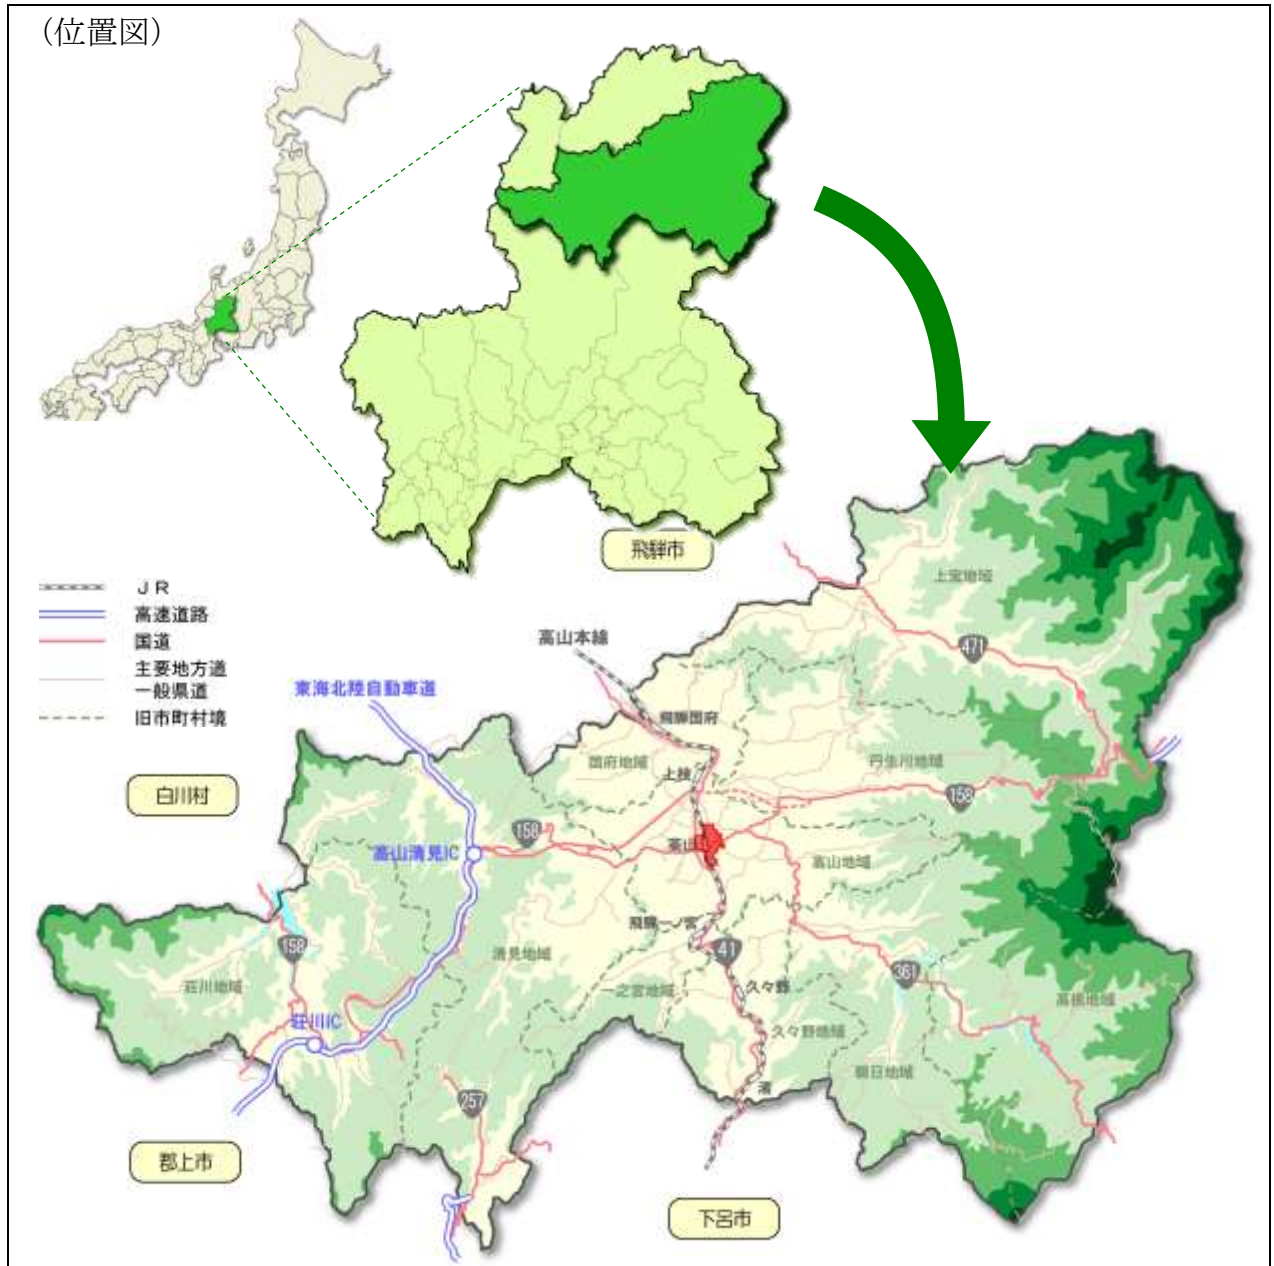 （位置図）
飛騨市
ＪＲ
高速道路
国道
主要地方道
一般県道
旧市町村境
高山本線
東海北陸自動車道
白川村
上宝地域
471
飛騨国府
国府地域
上枝
丹生川地域
158
158
高山
高山清見IC
高山地域
飛騨一ノ宮
41
清見地域
158
荘川地域
一之宮地域
久々野
361
高根地域
荘川IC
久々野地域
朝日地域
渚
257
郡上市
下呂市